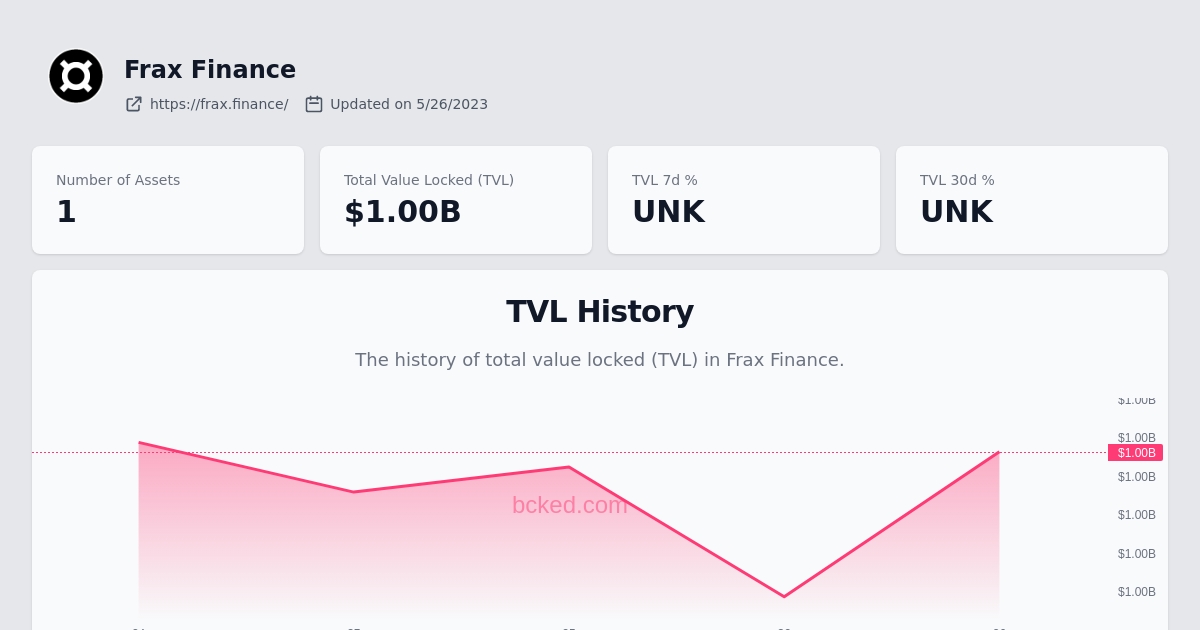 Frax Finance
https://frax.finance/ Updated on 5/26/2023
Number of Assets
1
Total Value Locked (TVL)
$1.00B
TVL 7d %
UNK
TVL 30d %
UNK
TVL History
The history of total value locked (TVL) in Frax Finance.
$1.00B
$1.00B
$1.00B
$1.00B
$1.00B
$1.00B
$1.00B
bcked.com